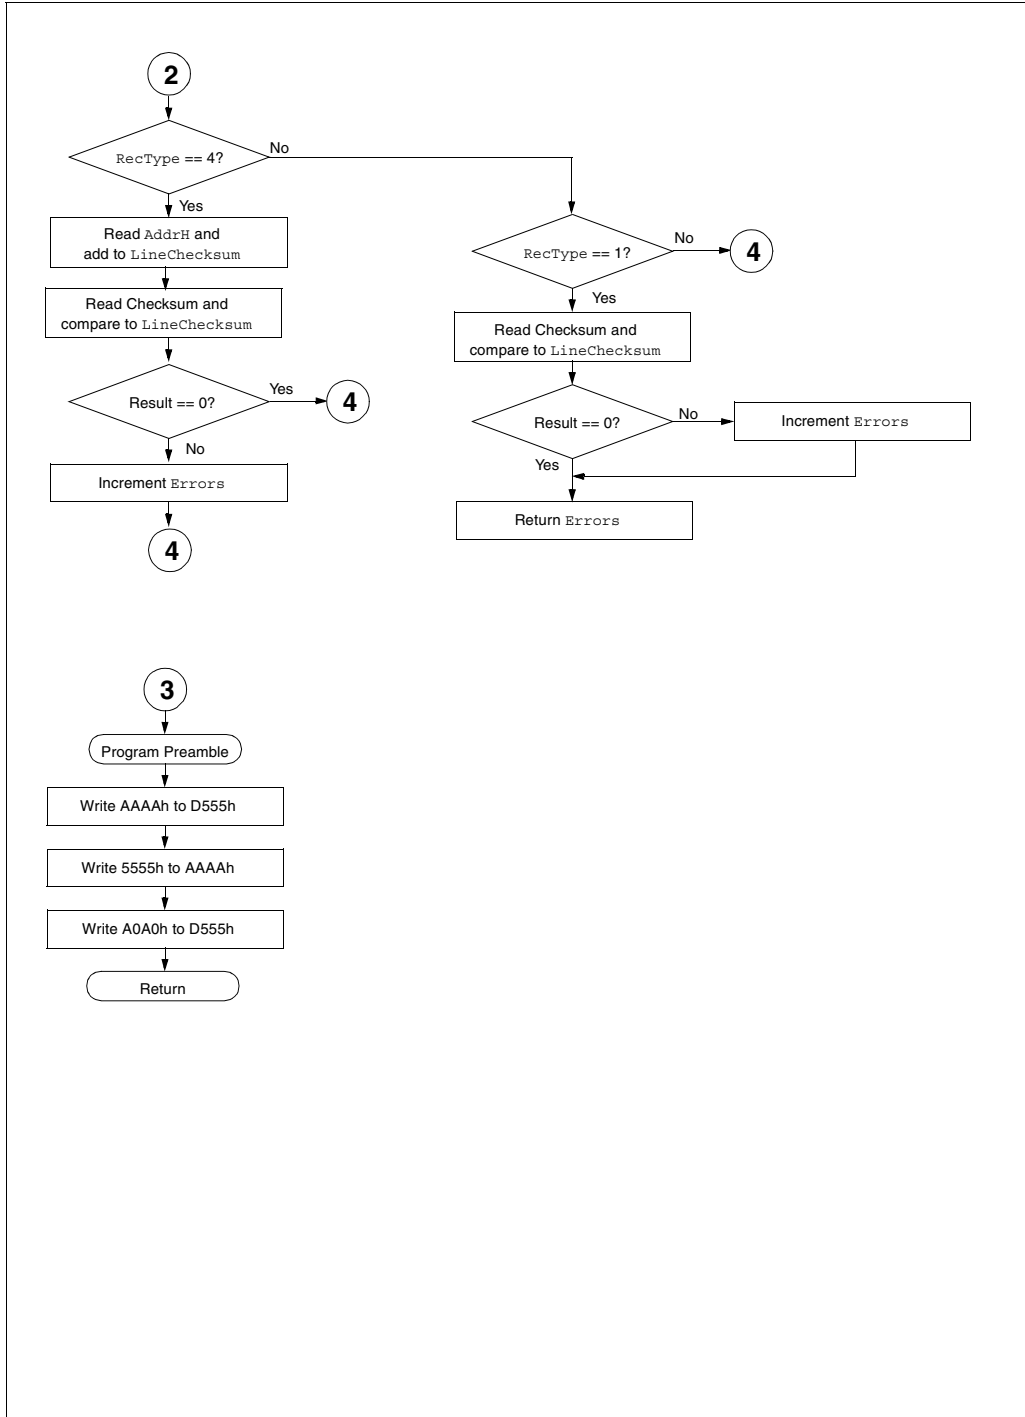 2
RecType == 4?
No
Yes
Read AddrH and
add to LineChecksum
Read Checksum and
compare to LineChecksum
Result == 0?
Yes
4
No
Increment Errors
4
RecType == 1?
No
4
Yes
Read Checksum and
compare to LineChecksum
Result == 0?
No
Increment Errors
Yes
Return Errors
3
Program Preamble
Write AAAAh to D555h
Write 5555h to AAAAh
Write A0A0h to D555h
Return